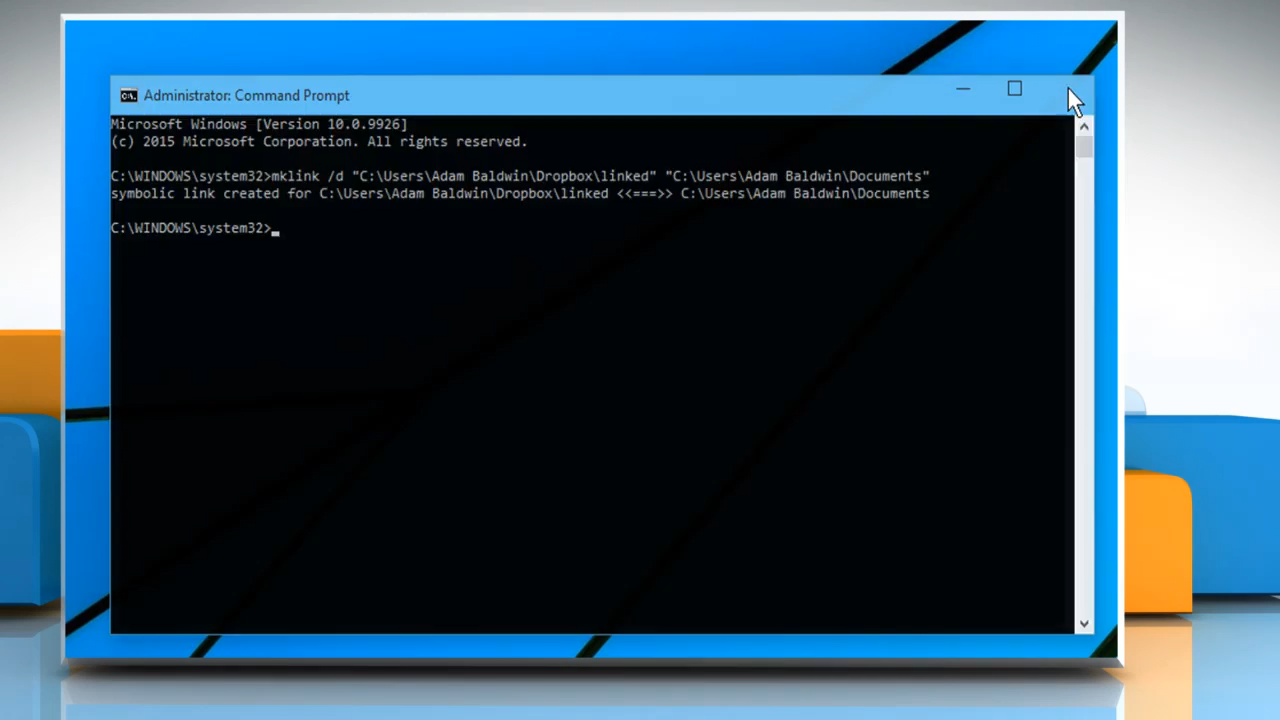 Administrator: Command Prompt
Microsoft Windows [Version 10.0.9926]
(c) 2015 Microsoft Corporation. All rights reserved.
C:\WINDOWS\system32>mklink /d "C:\Users\Adam Baldwin\Dropbox\linked" "C:\Users\Adam Baldwin\Documents"
symbolic link created for C:\Users\Adam Baldwin\Dropbox\linked <<===>> C:\Users\Adam Baldwin\Documents
C:\WINDOWS\system32>